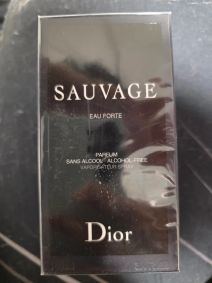 SAUVAGE
EAU FORTE
PARFUM
SANS ALCOOL - ALCOHOL-FREE
VAPORISATEUR SPRAY
Dior